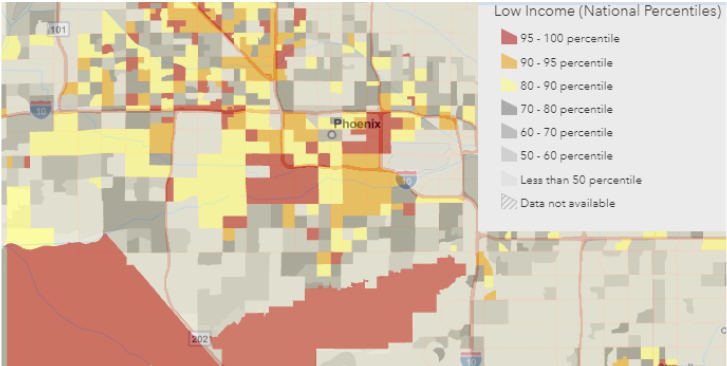 Low Income (National Percentiles)
95 - 100 percentile
90 - 95 percentile
80 - 90 percentile
70 - 80 percentile
60 - 70 percentile
50 - 60 percentile
Less than 50 percentile
Data not available
101
10
Phoenix
10
202
10